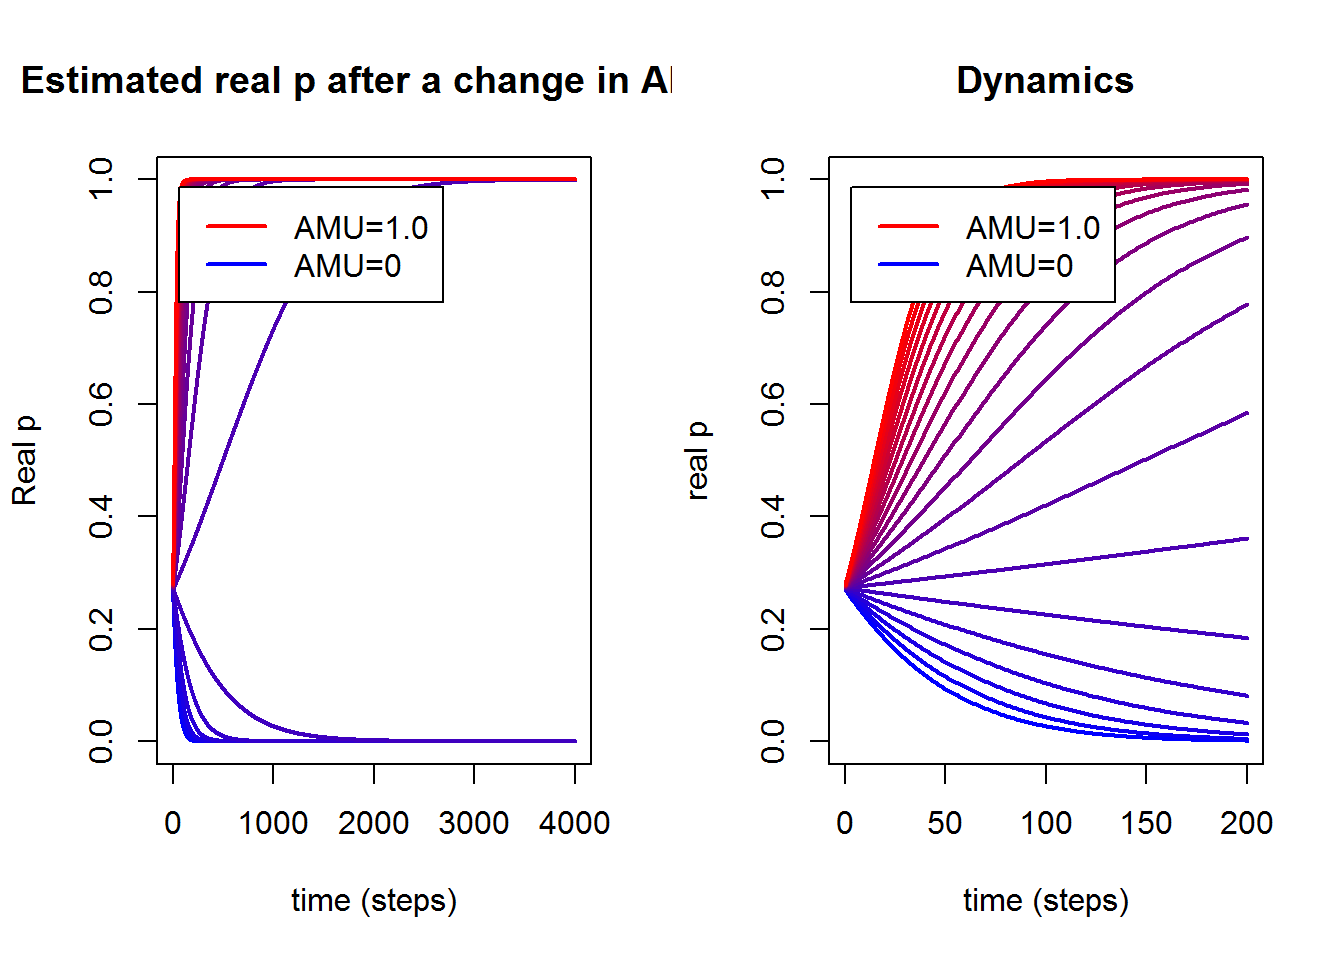 Estimated real p after a change in Al
Real p
1.0
0.8
0.6
0.4
0.2
0.0
AMU=1.0
AMU=0
0 1000 2000 3000 4000
time (steps)
Dynamics
real p
1.0
0.8
0.6
0.4
0.2
0.0
AMU=1.0
AMU=0
0 50 100 150 200
time (steps)